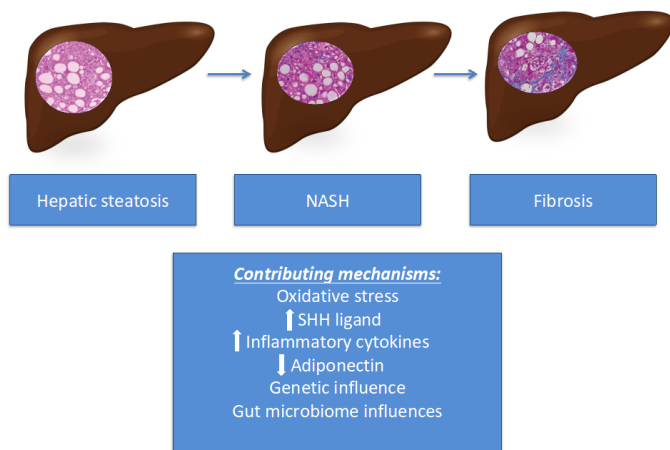 Hepatic steatosis
NASH
Fibrosis
Contributing mechanisms:
Oxidative stress
SHH ligand
Inflammatory cytokines
Adiponectin
Genetic influence
Gut microbiome influences